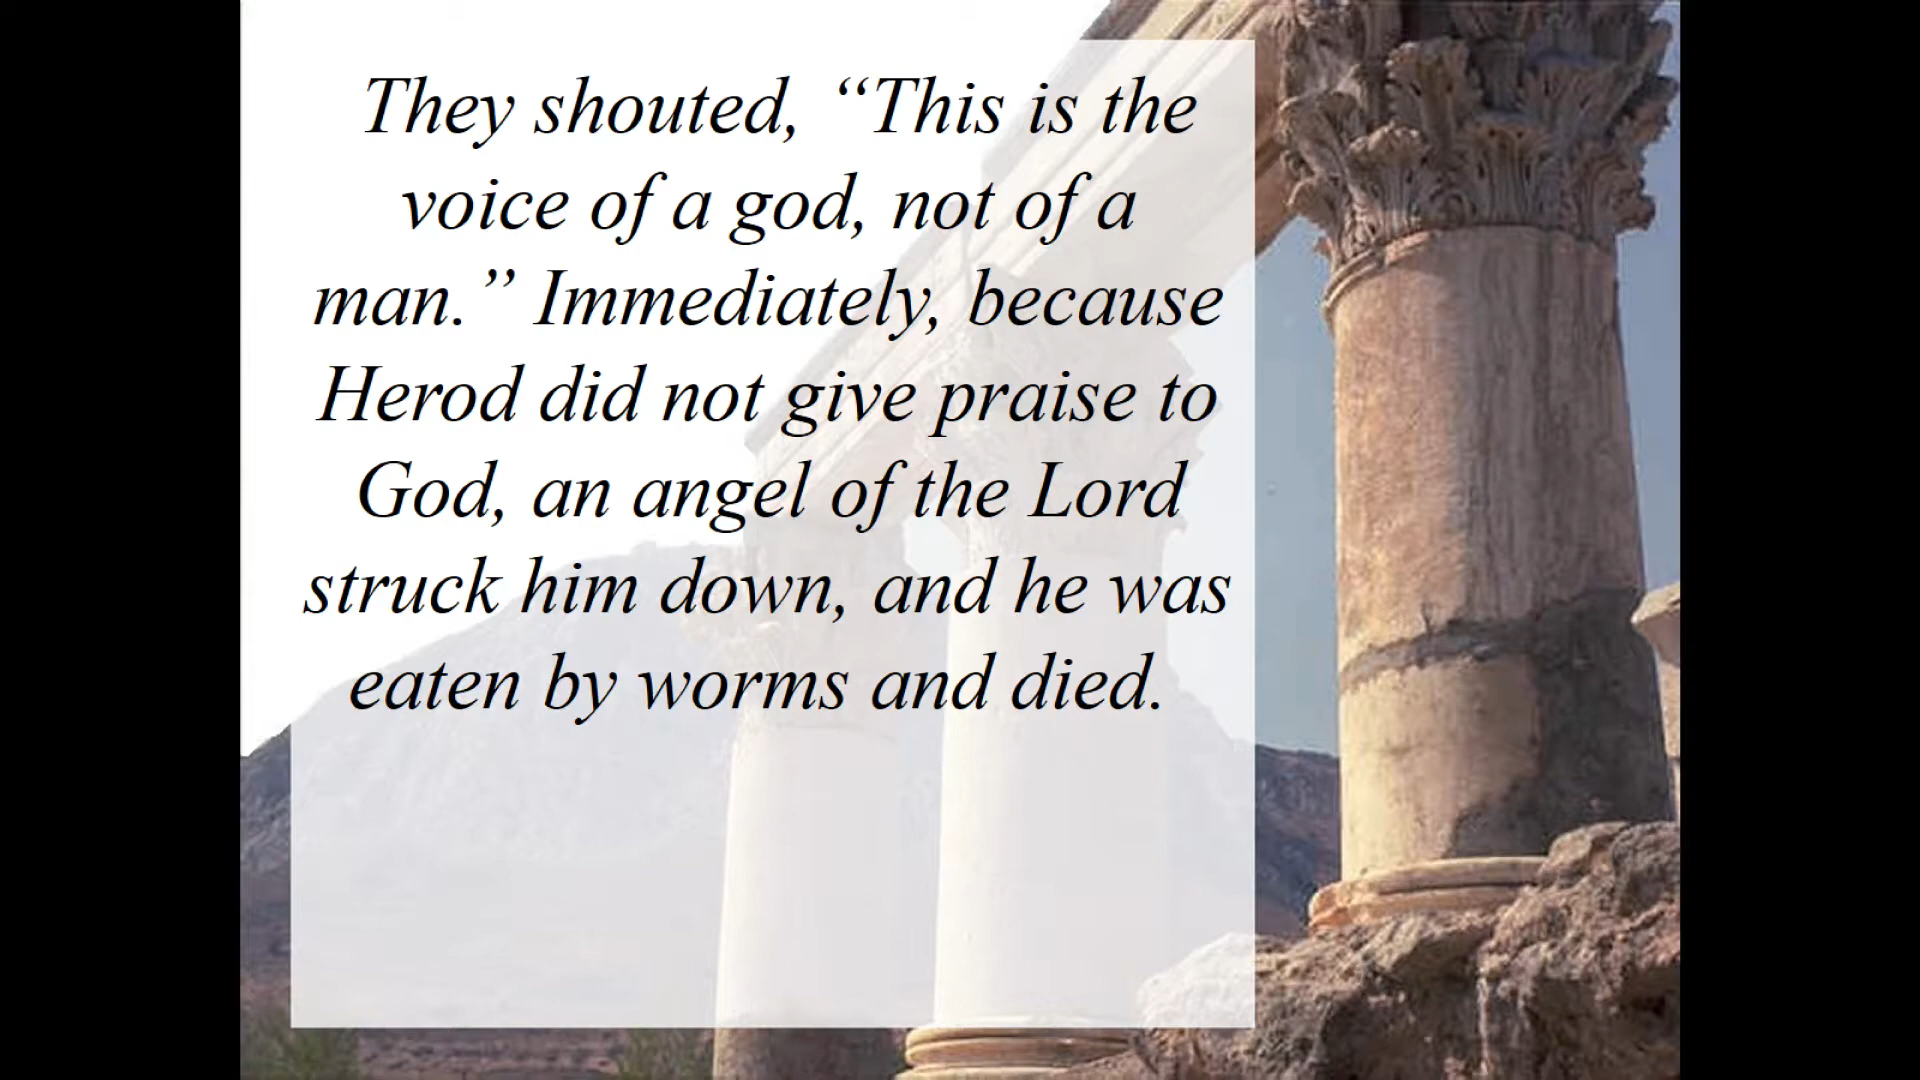 They shouted, “This is the
voice of a god, not of a
man.” Immediately, because
Herod did not give praise to
God, an angel of the Lord
struck him down, and he was
eaten by worms and died.